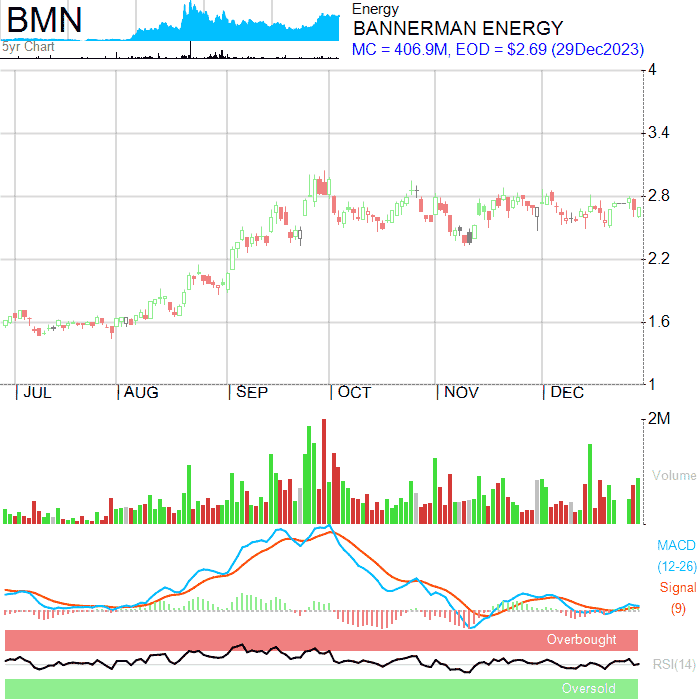 BMN
5yr Chart
Energy
BANNERMAN ENERGY
MC = 406.9M, EOD = $2.69 (29Dec2023)
4
3.4
2.8
2.2
1.6
1
JUL AUG SEP OCT NOV DEC
2M
Volume
MACD
(12-26)
Signal
(9)
Overbought
RSI(14)
Oversold